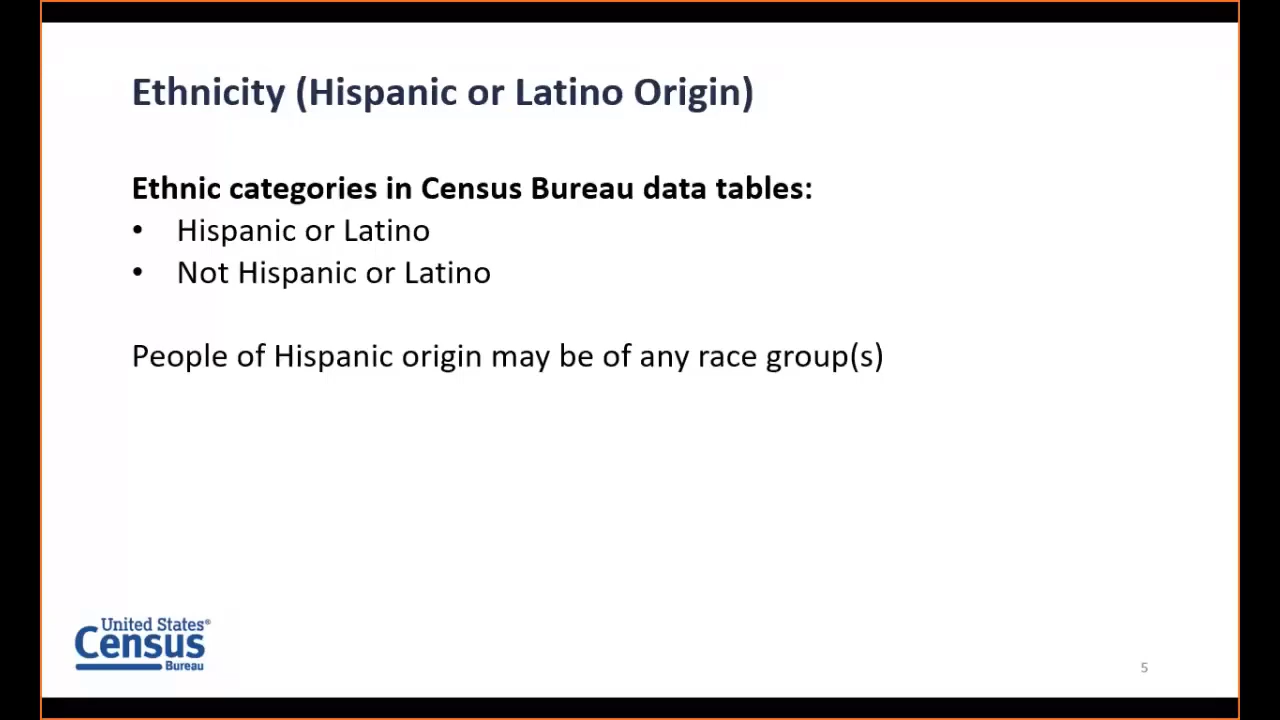 Ethnicity (Hispanic or Latino Origin)
Ethnic categories in Census Bureau data tables:
• Hispanic or Latino
• Not Hispanic or Latino
People of Hispanic origin may be of any race group(s)
United States®
Census
Bureau
5